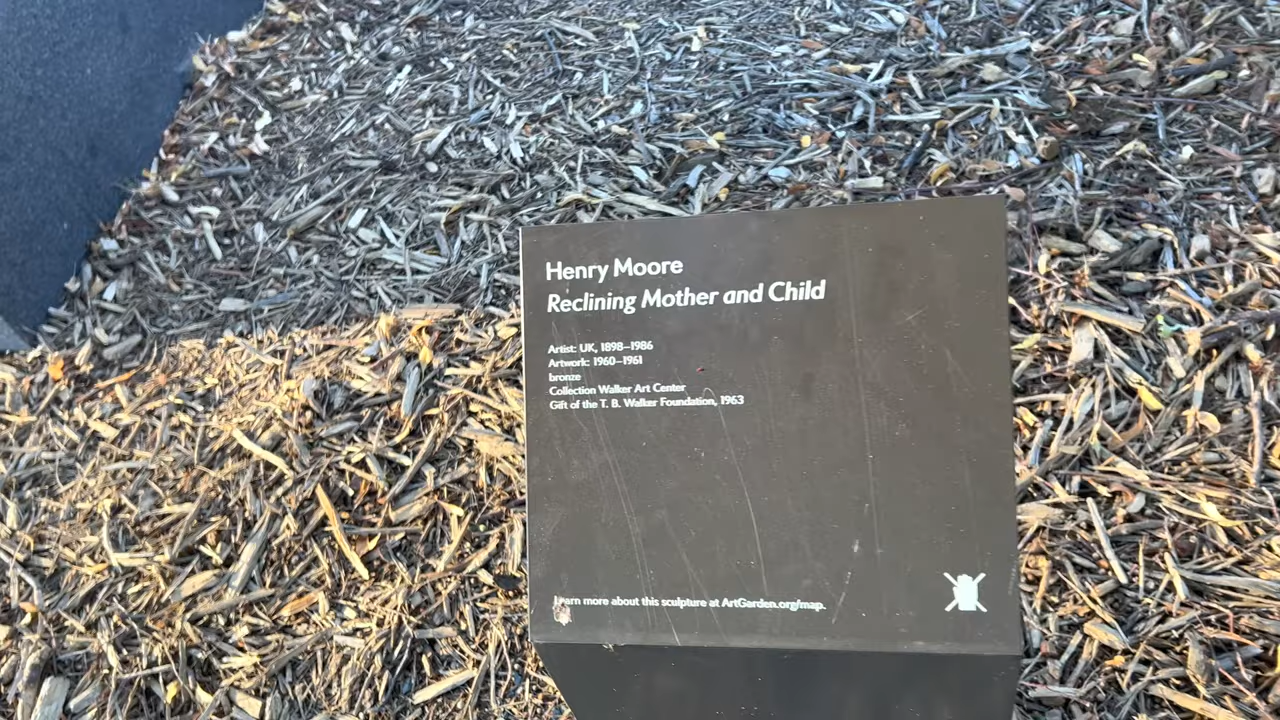 Henry Moore
Reclining Mother and Child
Artist: UK, 1898–1986
Artwork: 1960–1961
bronze
Collection Walker Art Center
Gift of the T. B. Walker Foundation, 1963
Learn more about this sculpture at ArtGarden.org/map.